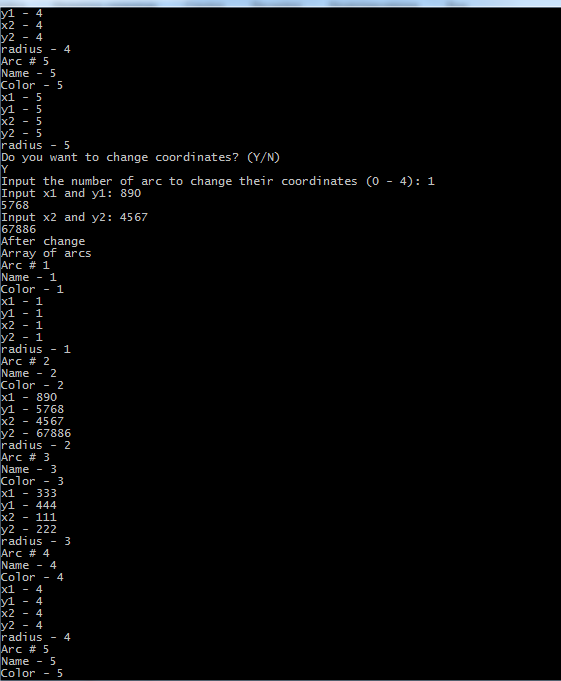 y1 - 4
x2 - 4
y2 - 4
radius - 4
Arc # 5
Name - 5
Color - 5
x1 - 5
y1 - 5
x2 - 5
y2 - 5
radius - 5
Do you want to change coordinates? (Y/N)
Y
Input the number of arc to change their coordinates (0 - 4): 1
Input x1 and y1: 890
5768
Input x2 and y2: 4567
67886
After change
Array of arcs
Arc # 1
Name - 1
Color - 1
x1 - 1
y1 - 1
x2 - 1
y2 - 1
radius - 1
Arc # 2
Name - 2
Color - 2
x1 - 890
y1 - 5768
x2 - 4567
y2 - 67886
radius - 2
Arc # 3
Name - 3
Color - 3
x1 - 333
y1 - 444
x2 - 111
y2 - 222
radius - 3
Arc # 4
Name - 4
Color - 4
x1 - 4
y1 - 4
x2 - 4
y2 - 4
radius - 4
Arc # 5
Name - 5
Color - 5